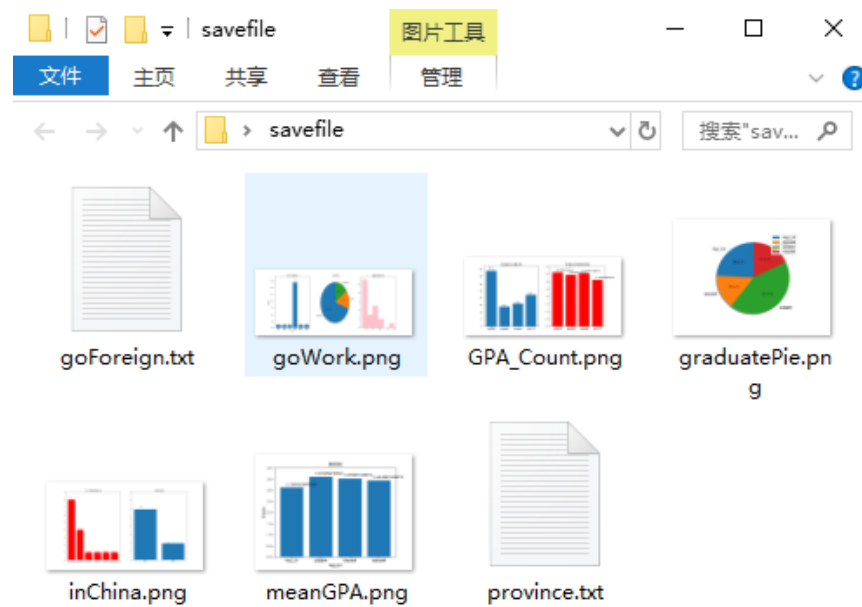 savefile
图片工具
文件
主页
共享
查看
管理
savefile
搜索"sav...
goForeign.txt
goWork.png
GPA_Count.png
graduatePie.pn
g
inChina.png
meanGPA.png
province.txt